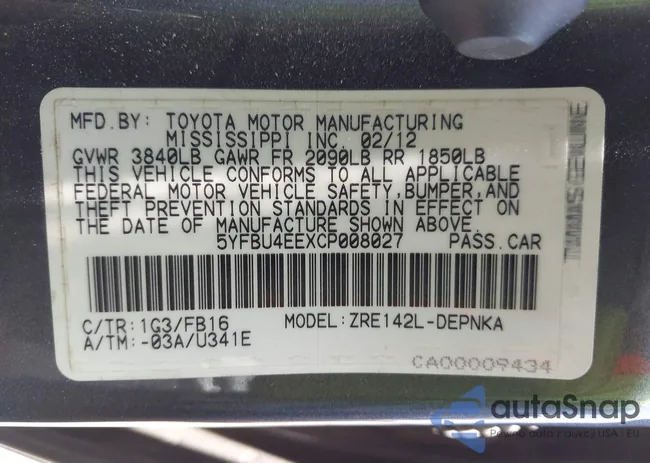 MFD.BY: TOYOTA MOTOR MANUFACTURING
MISSISSIPPI INC. 02/12
GVWR 3840LB GAWR FR 2090LB RR 1850LB
THIS VEHICLE CONFORMS TO ALL APPLICABLE
FEDERAL MOTOR VEHICLE SAFETY,BUMPER,AND
THEFT PREVENTION STANDARDS IN EFFECT ON
THE DATE OF MANUFACTURE SHOWN ABOVE.
5YFBU4EEXCP008027 PASS.CAR
C/TR:1G3/FB16 MODEL:ZRE142L-DEPNKA
A/TM:-03A/U341E
CA00009434
autoSnap